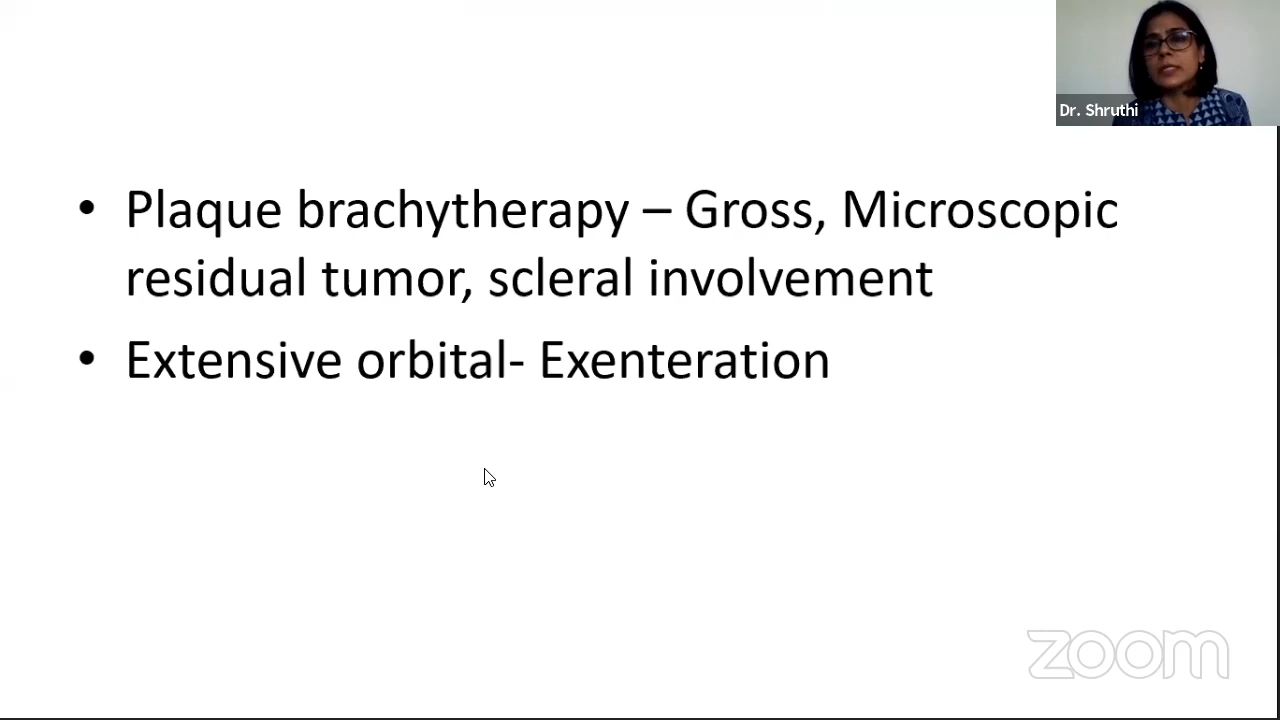 Dr. Shruthi
• Plaque brachytherapy – Gross, Microscopic
residual tumor, scleral involvement
• Extensive orbital- Exenteration
zoom